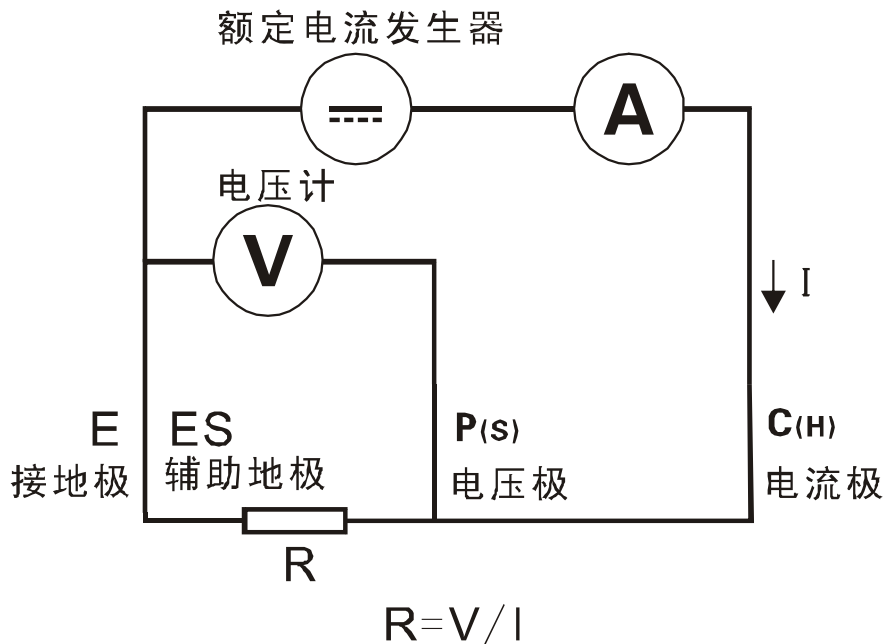 额定电流发生器
A
电压计
V
I
E
接地极
ES
辅助地极
P(S)
电压极
C(H)
电流极
R
R=V/I